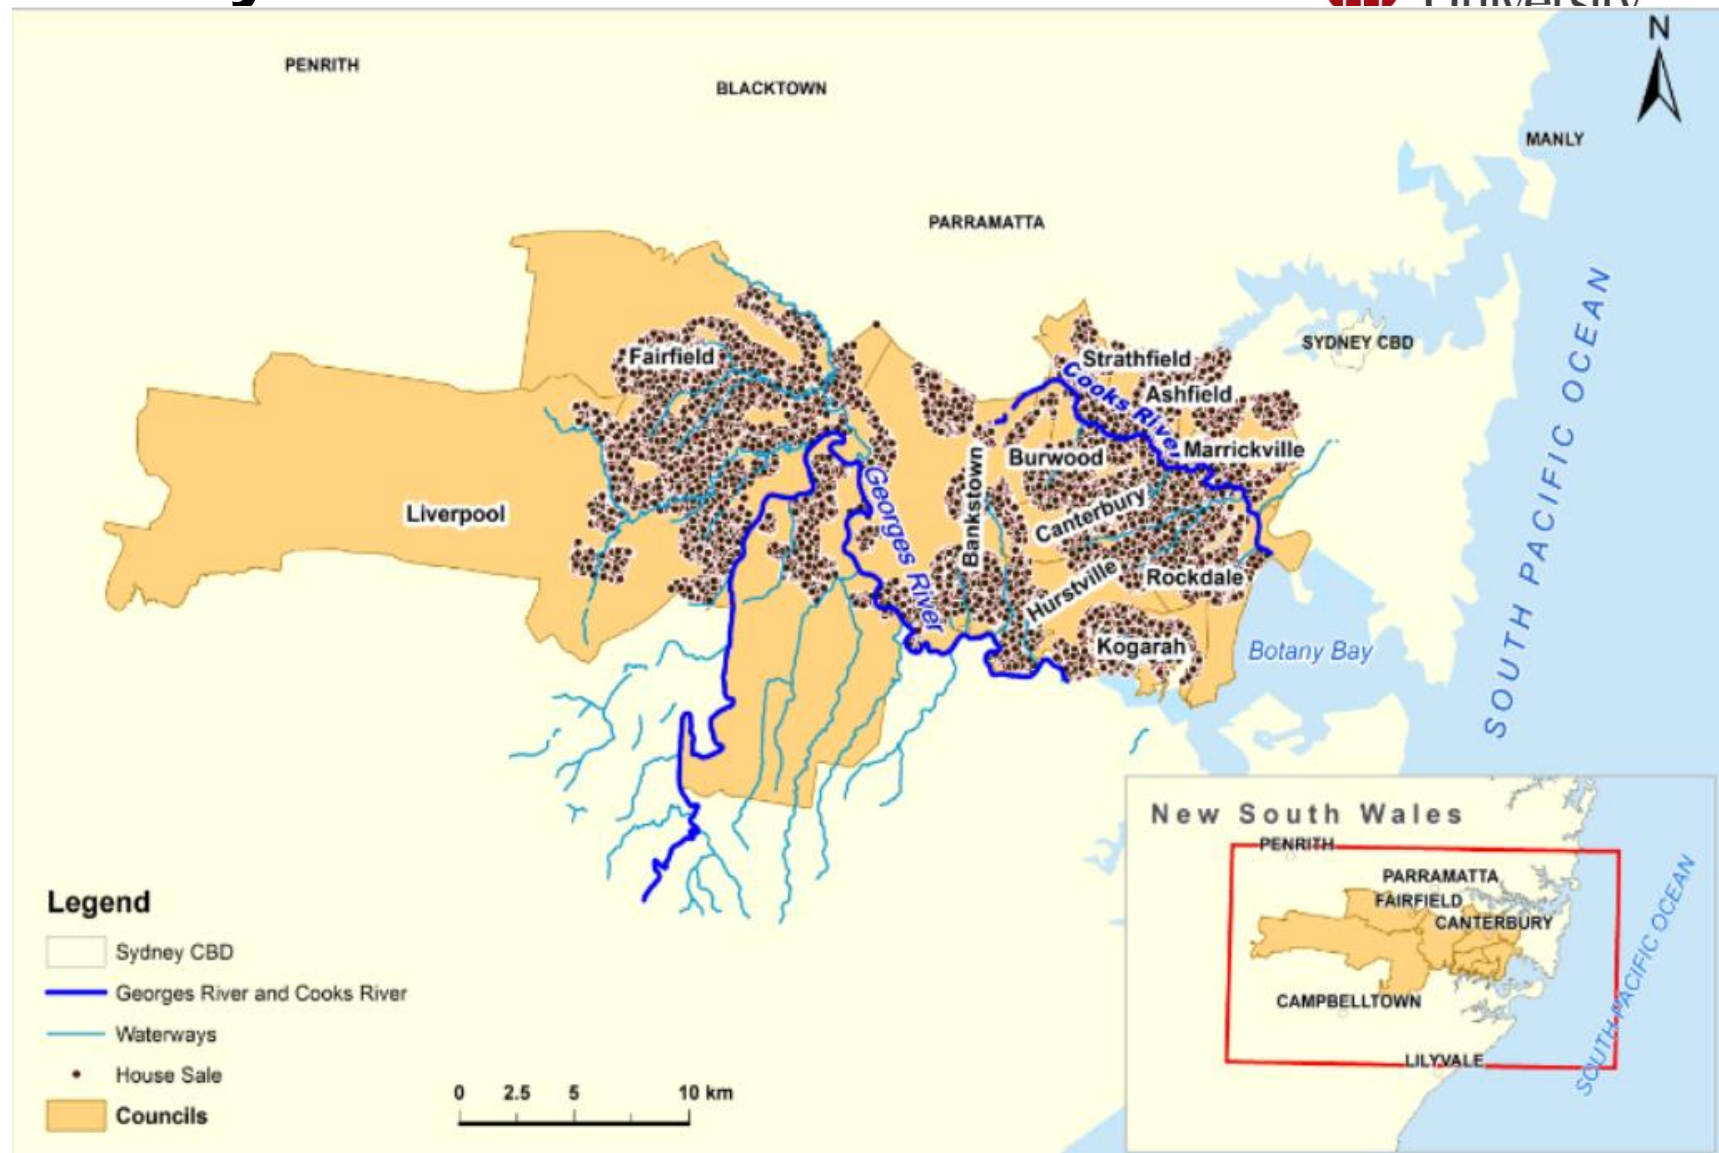 University
N
PENRITH
BLACKTOWN
MANLY
PARRAMATTA
SYDNEY CBD
SOUTH PACIFIC OCEAN
Fairfield
Strathfield
Cooks River
Ashfield
Marrickville
Burwood
Bankstown
Georges River
Liverpool
Canterbury
Hurstville
Rockdale
Kogarah
Botany Bay
Legend
Sydney CBD
Georges River and Cooks River
Waterways
House Sale
Councils
0 2.5 5 10 km
New South Wales
PENRITH
PARRAMATTA
FAIRFIELD
CANTERBURY
CAMPBELLTOWN
LILYVALE
SOUTH PACIFIC OCEAN